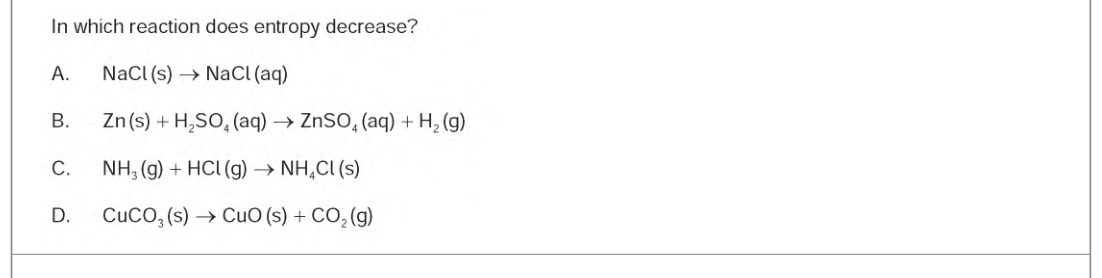 In which reaction does entropy decrease?
A. NaCl (s) → NaCl (aq)
B. Zn (s) + H₂SO₄ (aq) → ZnSO₄ (aq) + H₂ (g)
C. NH₃ (g) + HCl (g) → NH₄Cl (s)
D. CuCO₃ (s) → CuO (s) + CO₂ (g)